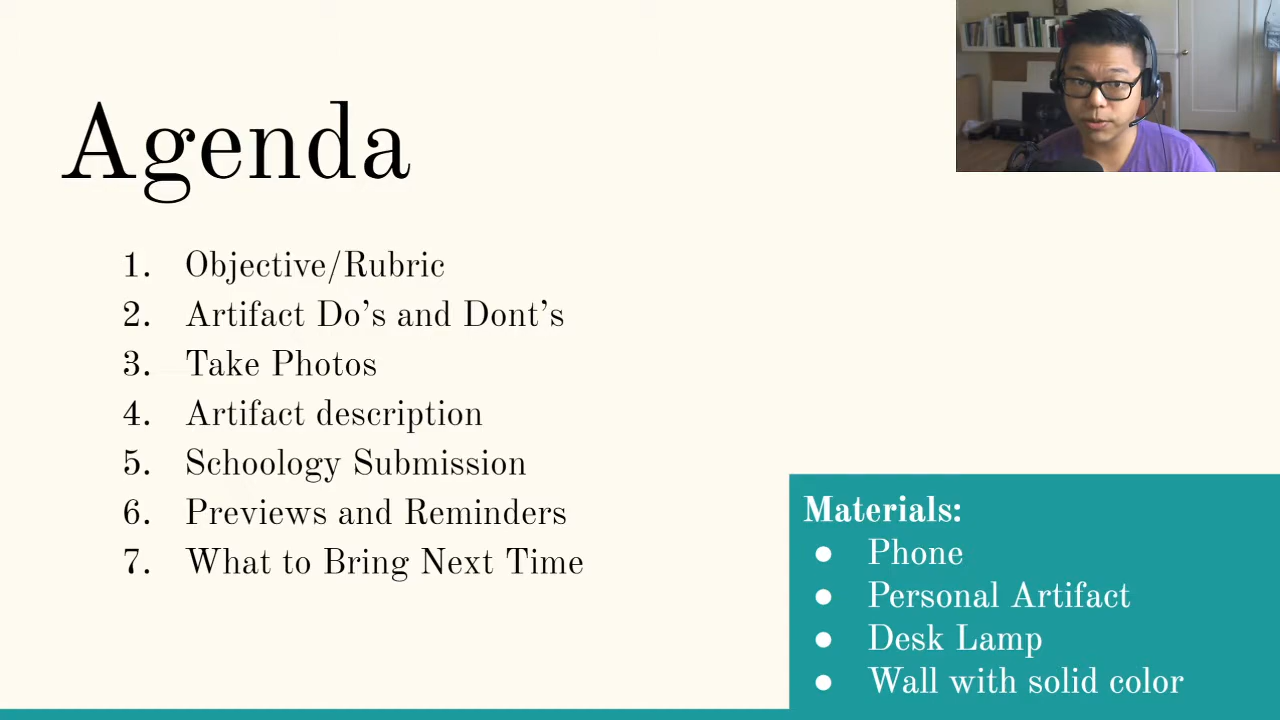 Agenda
1. Objective/Rubric
2. Artifact Do's and Dont's
3. Take Photos
4. Artifact description
5. Schoology Submission
6. Previews and Reminders
7. What to Bring Next Time
Materials:
● Phone
● Personal Artifact
● Desk Lamp
● Wall with solid color